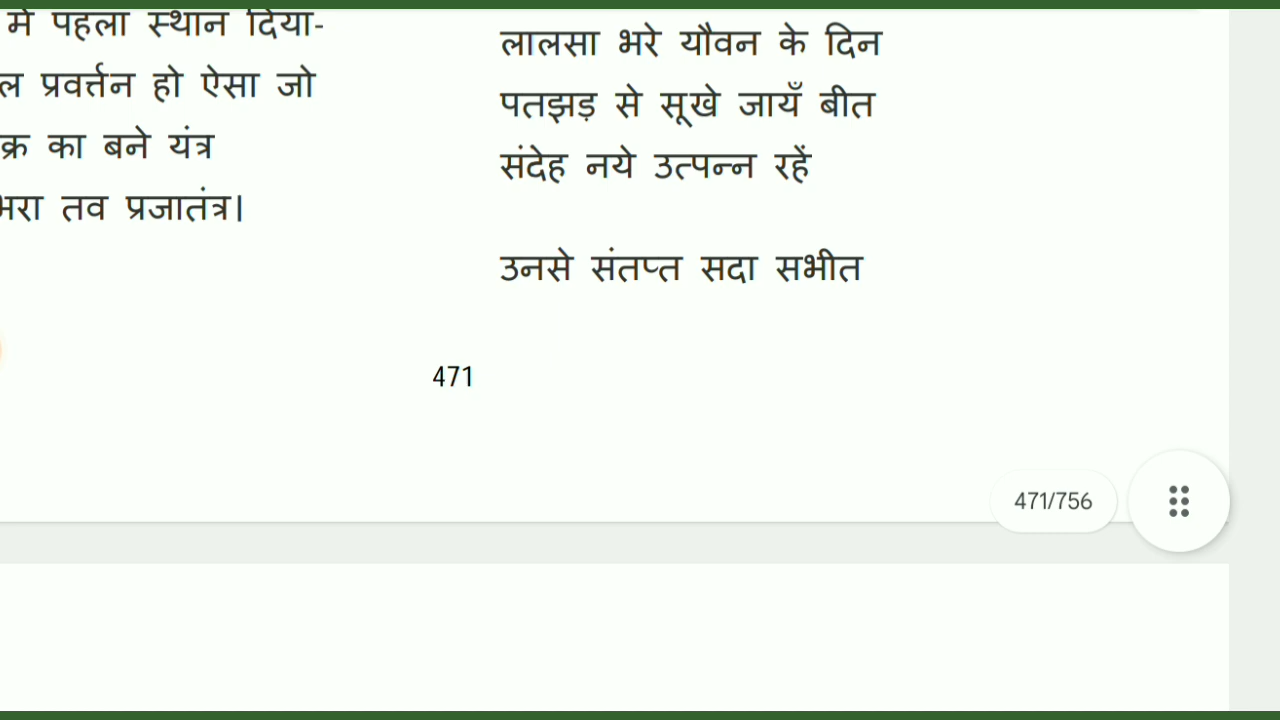 में पहला स्थान दिया-
प्रवर्त्तन हो ऐसा जो
का बने यंत्र
तव प्रजातंत्र।
लालसा भरे यौवन के दिन
पतझड़ से सूखे जायँ बीत
संदेह नये उत्पन्न रहें
उनसे संतप्त सदा सभीत
471
471/756